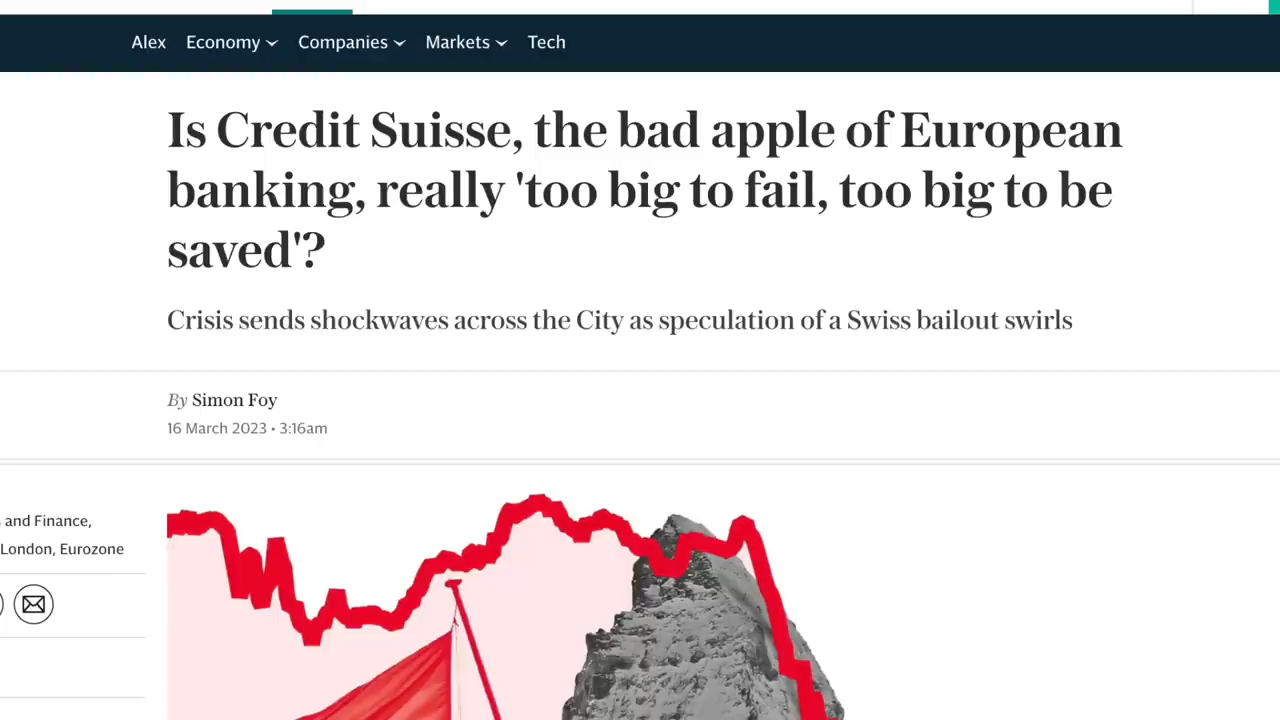 Alex Economy Companies Markets Tech
Is Credit Suisse, the bad apple of European
banking, really 'too big to fail, too big to be
saved'?
Crisis sends shockwaves across the City as speculation of a Swiss bailout swirls
By Simon Foy
16 March 2023 • 3:16am
and Finance,
London, Eurozone